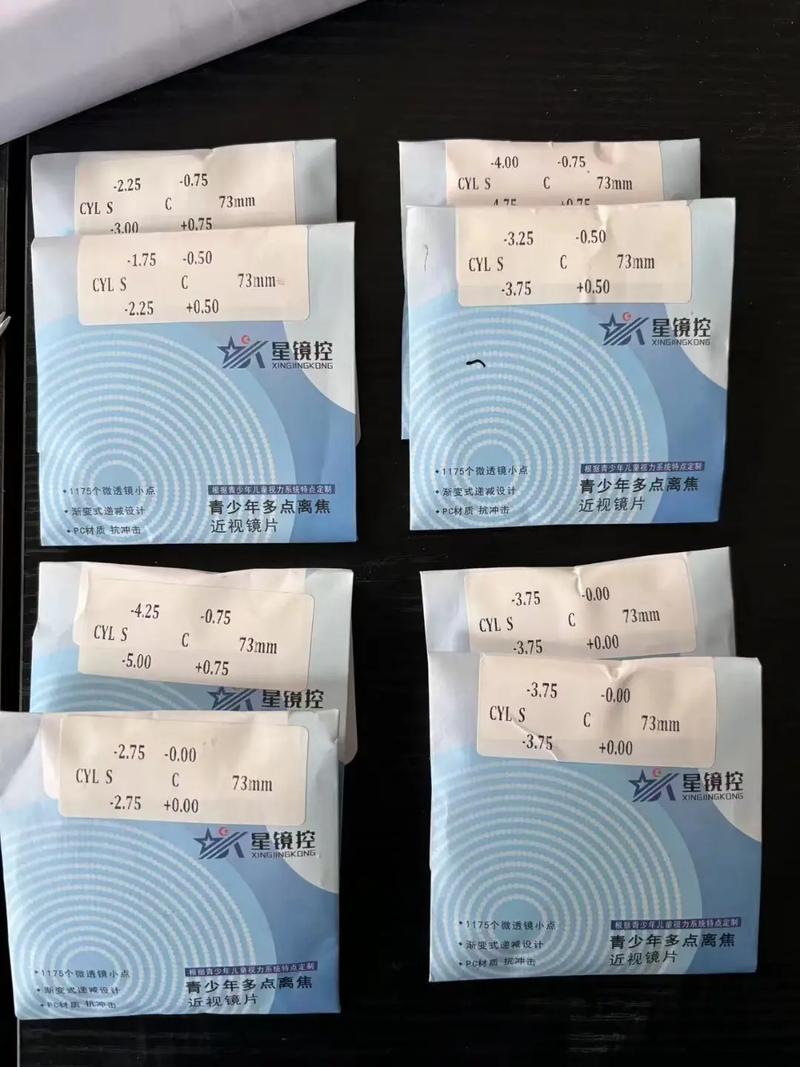 -2.25 -0.75
CYL S C 73mm
-3.00 +0.75
-1.75 -0.50
CYL S C 73mm
-2.25 +0.50
星镜控
XINGJINGKONG
•1175个微透镜小点
•渐变式递减设计
•PC材质 抗冲击
根据青少年儿童视力系统特点定制
青少年多点离焦
近视镜片
-4.00 -0.75
CYL S C 73mm
-4.75 +0.75
-3.25 -0.50
CYL S C 73mm
-3.75 +0.50
星镜控
XINGJINGKONG
•1175个微透镜小点
•渐变式递减设计
•PC材质 抗冲击
根据青少年儿童视力系统特点定制
青少年多点离焦
近视镜片
-4.25 -0.75
CYL S C 73mm
-5.00 +0.75
星镜控
-2.75 -0.00
CYL S C 73mm
-2.75 +0.00
星镜控
XINGJINGKONG
•1175个微透镜小点
•渐变式递减设计
•PC材质 抗冲击
根据青少年儿童视力系统特点定制
青少年多点离焦
近视镜片
-3.75 -0.00
CYL S C 73mm
-3.75 +0.00
-3.75 -0.00
CYL S C 73mm
-3.75 +0.00
星镜控
XINGJINGKONG
•1175个微透镜小点
•渐变式递减设计
•PC材质 抗冲击
根据青少年儿童视力系统特点定制
青少年多点离焦
近视镜片